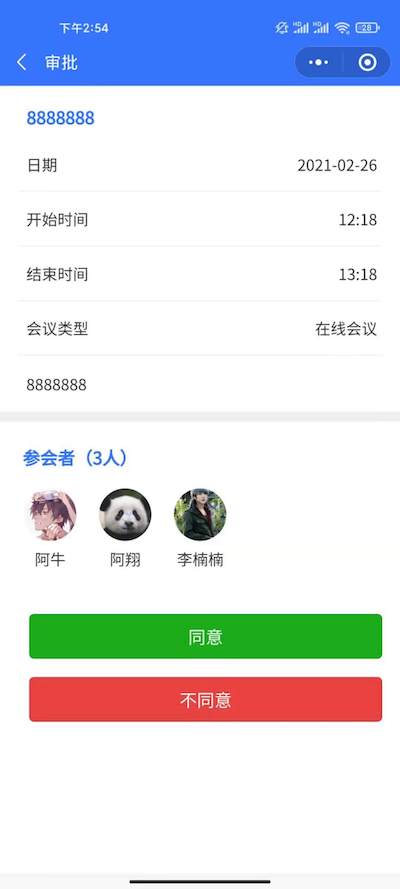 下午2:54
28
审批
8888888
日期 2021-02-26
开始时间 12:18
结束时间 13:18
会议类型 在线会议
8888888
参会者（3人）
阿牛 阿翔 李楠楠
同意
不同意